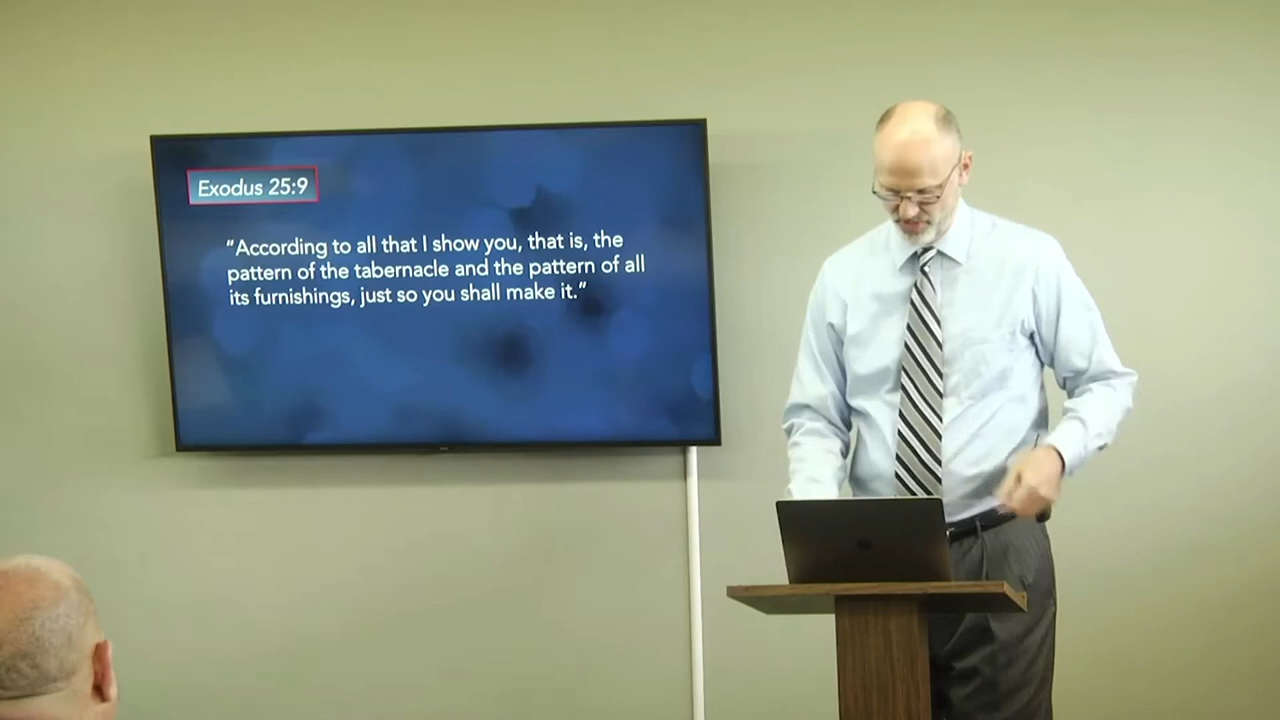 Exodus 25:9
“According to all that I show you, that is, the
pattern of the tabernacle and the pattern of all
its furnishings, just so you shall make it.”